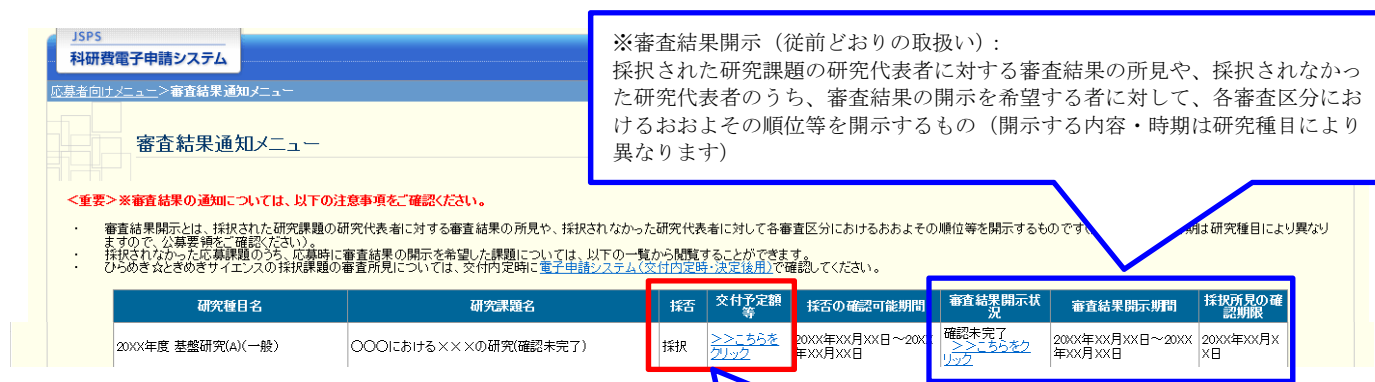 JSPS
科研費電子申請システム
応募者向けメニュー>審査結果通知メニュー
※審査結果開示（従前どおりの取扱い）:
採択された研究課題の研究代表者に対する審査結果の所見や、採択されなかっ
た研究代表者のうち、審査結果の開示を希望する者に対して、各審査区分にお
けるおおよその順位等を開示するもの（開示する内容・時期は研究種目により
異なります）
審査結果通知メニュー
<重要>※審査結果の通知については、以下の注意事項をご確認ください。
・ 審査結果開示とは、採択された研究課題の研究代表者に対する審査結果の所見や、採択されなかった研究代表者に対して各審査区分におけるおおよその順位等を開示するものです 期は研究種目により異なり
ますので、公募要領をご確認ください)。
・ 採択されなかった応募課題のうち、応募時に審査結果の開示を希望した課題については、以下の一覧から閲覧することができます。
・ ひらめき☆ときめきサイエンスの採択課題の審査所見については、交付内定時に電子申請システム(交付内定時・決定後用)で確認してください。
研究種目名 研究課題名 採否 交付予定額等 採否の確認可能期間 審査結果開示状況 審査結果開示期間 採択所見の確認期限
20XX年度 基盤研究(A)(一般) 〇〇〇における×××の研究(確認未完了) 採択 >>こちらをクリック 20XX年XX月XX日～20XX年XX月XX日 確認未完了 >>こちらをクリック 20XX年XX月XX日～20XX年XX月XX日 20XX年XX月XX日